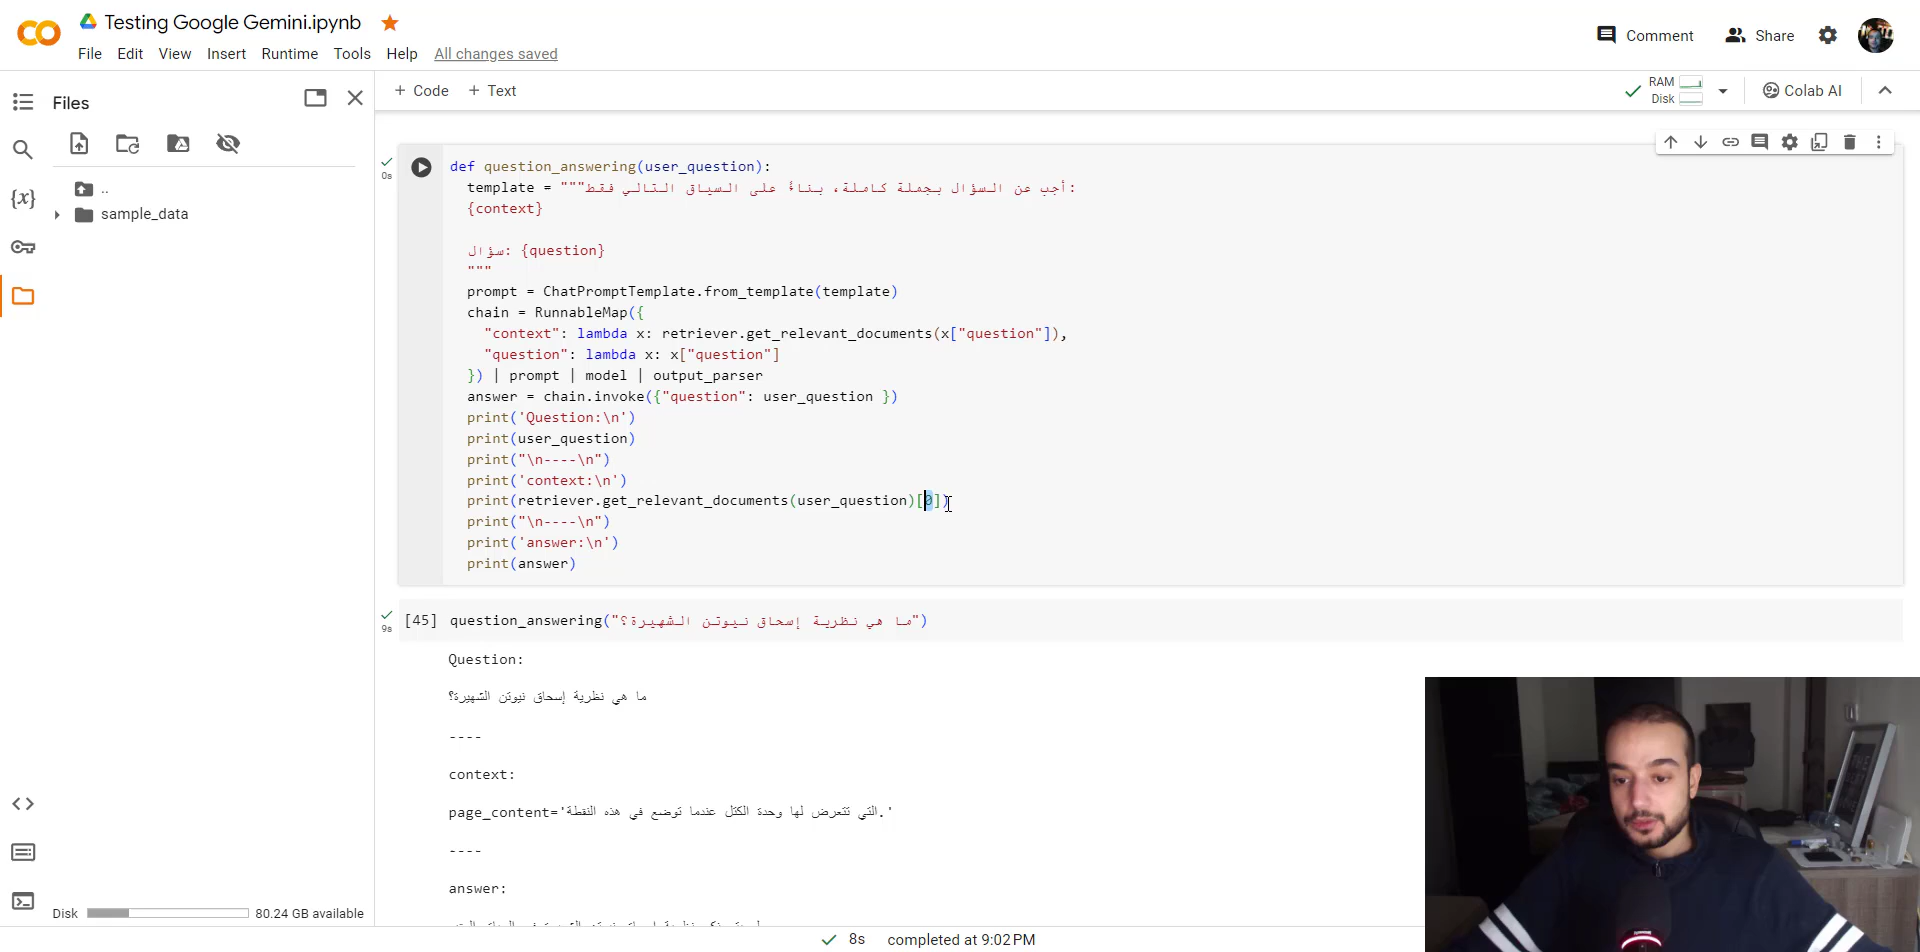 Testing Google Gemini.ipynb
Comment
Share
File Edit View Insert Runtime Tools Help All changes saved
Files
+ Code + Text
RAM
Disk
Colab AI
..
sample_data
{x}
0s
def question_answering(user_question):
template = """أجب عن السؤال بجملة كاملة، بناءً على السياق التالي فقط:
{context}
سؤال: {question}
"""
prompt = ChatPromptTemplate.from_template(template)
chain = RunnableMap({
"context": lambda x: retriever.get_relevant_documents(x["question"]),
"question": lambda x: x["question"]
}) | prompt | model | output_parser
answer = chain.invoke({"question": user_question })
print('Question:\n')
print(user_question)
print("\n----\n")
print('context:\n')
print(retriever.get_relevant_documents(user_question)[0])
print("\n----\n")
print('answer:\n')
print(answer)
9s
[45] question_answering("ما هي نظرية إسحاق نيوتن الشهيرة؟")
Question:
ما هي نظرية إسحاق نيوتن الشهيرة؟
----
context:
page_content='التي تتعرض لها وحدة الكتل عندما توضع في هذه النقطة.'
----
answer:
Disk 80.24 GB available
8s completed at 9:02 PM